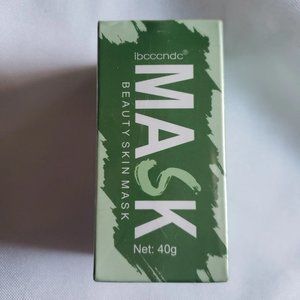 ibcccndc®
MASK
BEAUTY SKIN MASK
Net: 40g